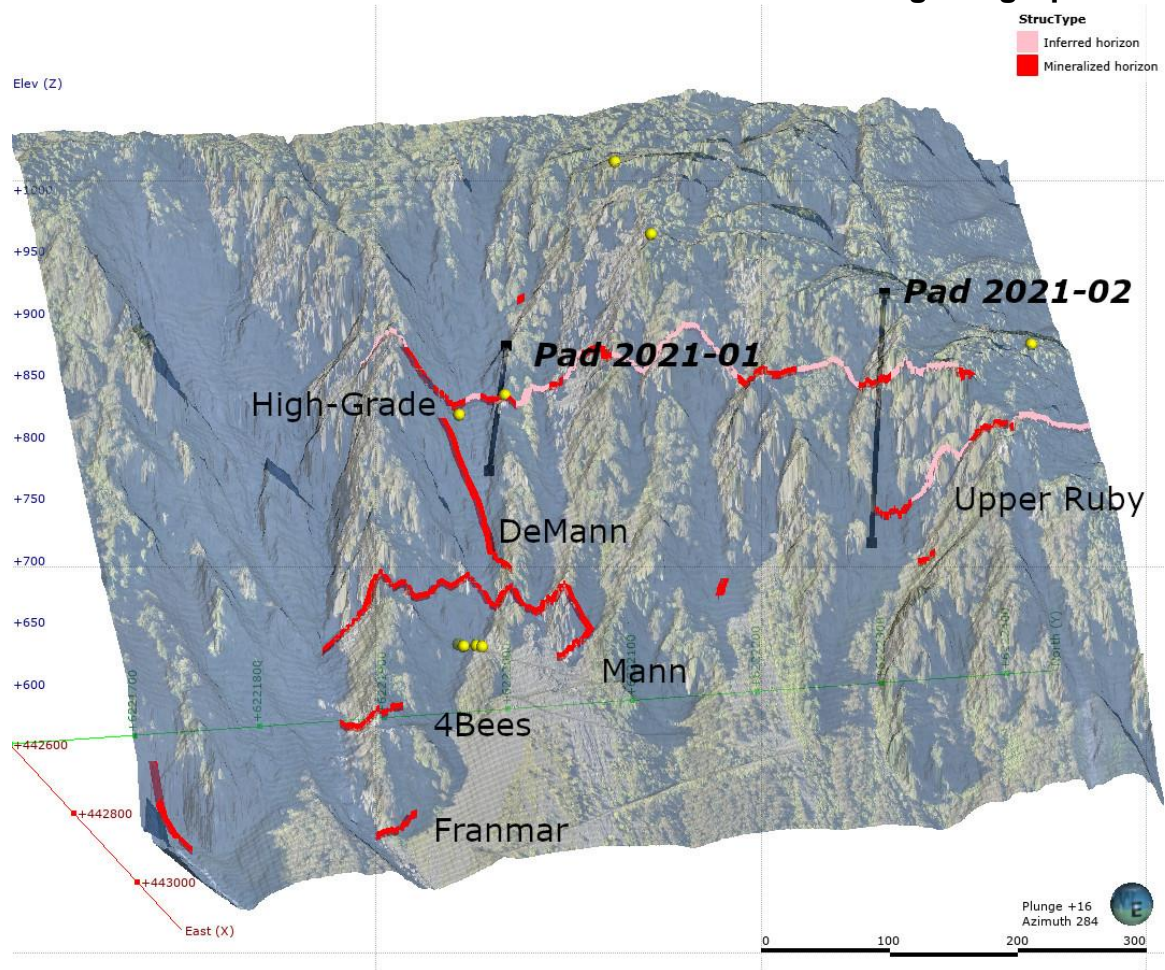 StrucType
Inferred horizon
Mineralized horizon
Elev (Z)
+1000
+950
+900
+850
+800
+750
+700
+650
+600
Pad 2021-02
Pad 2021-01
High-Grade
DeMann
Upper Ruby
Mann
4Bees
Franmar
+6221800
+442600
+442800
+443000
East (X)
Plunge +16
Azimuth 284
E
0
100
200
300